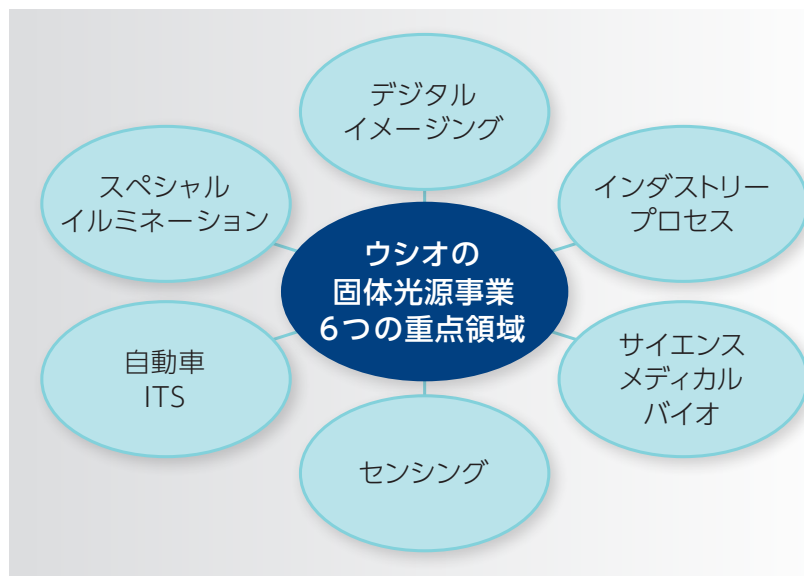 デジタル
イメージング
スペシャル
イルミネーション
インダストリー
プロセス
ウシオの
固体光源事業
6つの重点領域
自動車
ITS
サイエンス
メディカル
バイオ
センシング